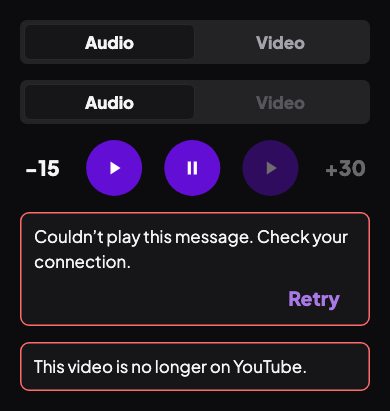 Audio Video
Audio Video
-15 +30
Couldn't play this message. Check your
connection.
Retry
This video is no longer on YouTube.